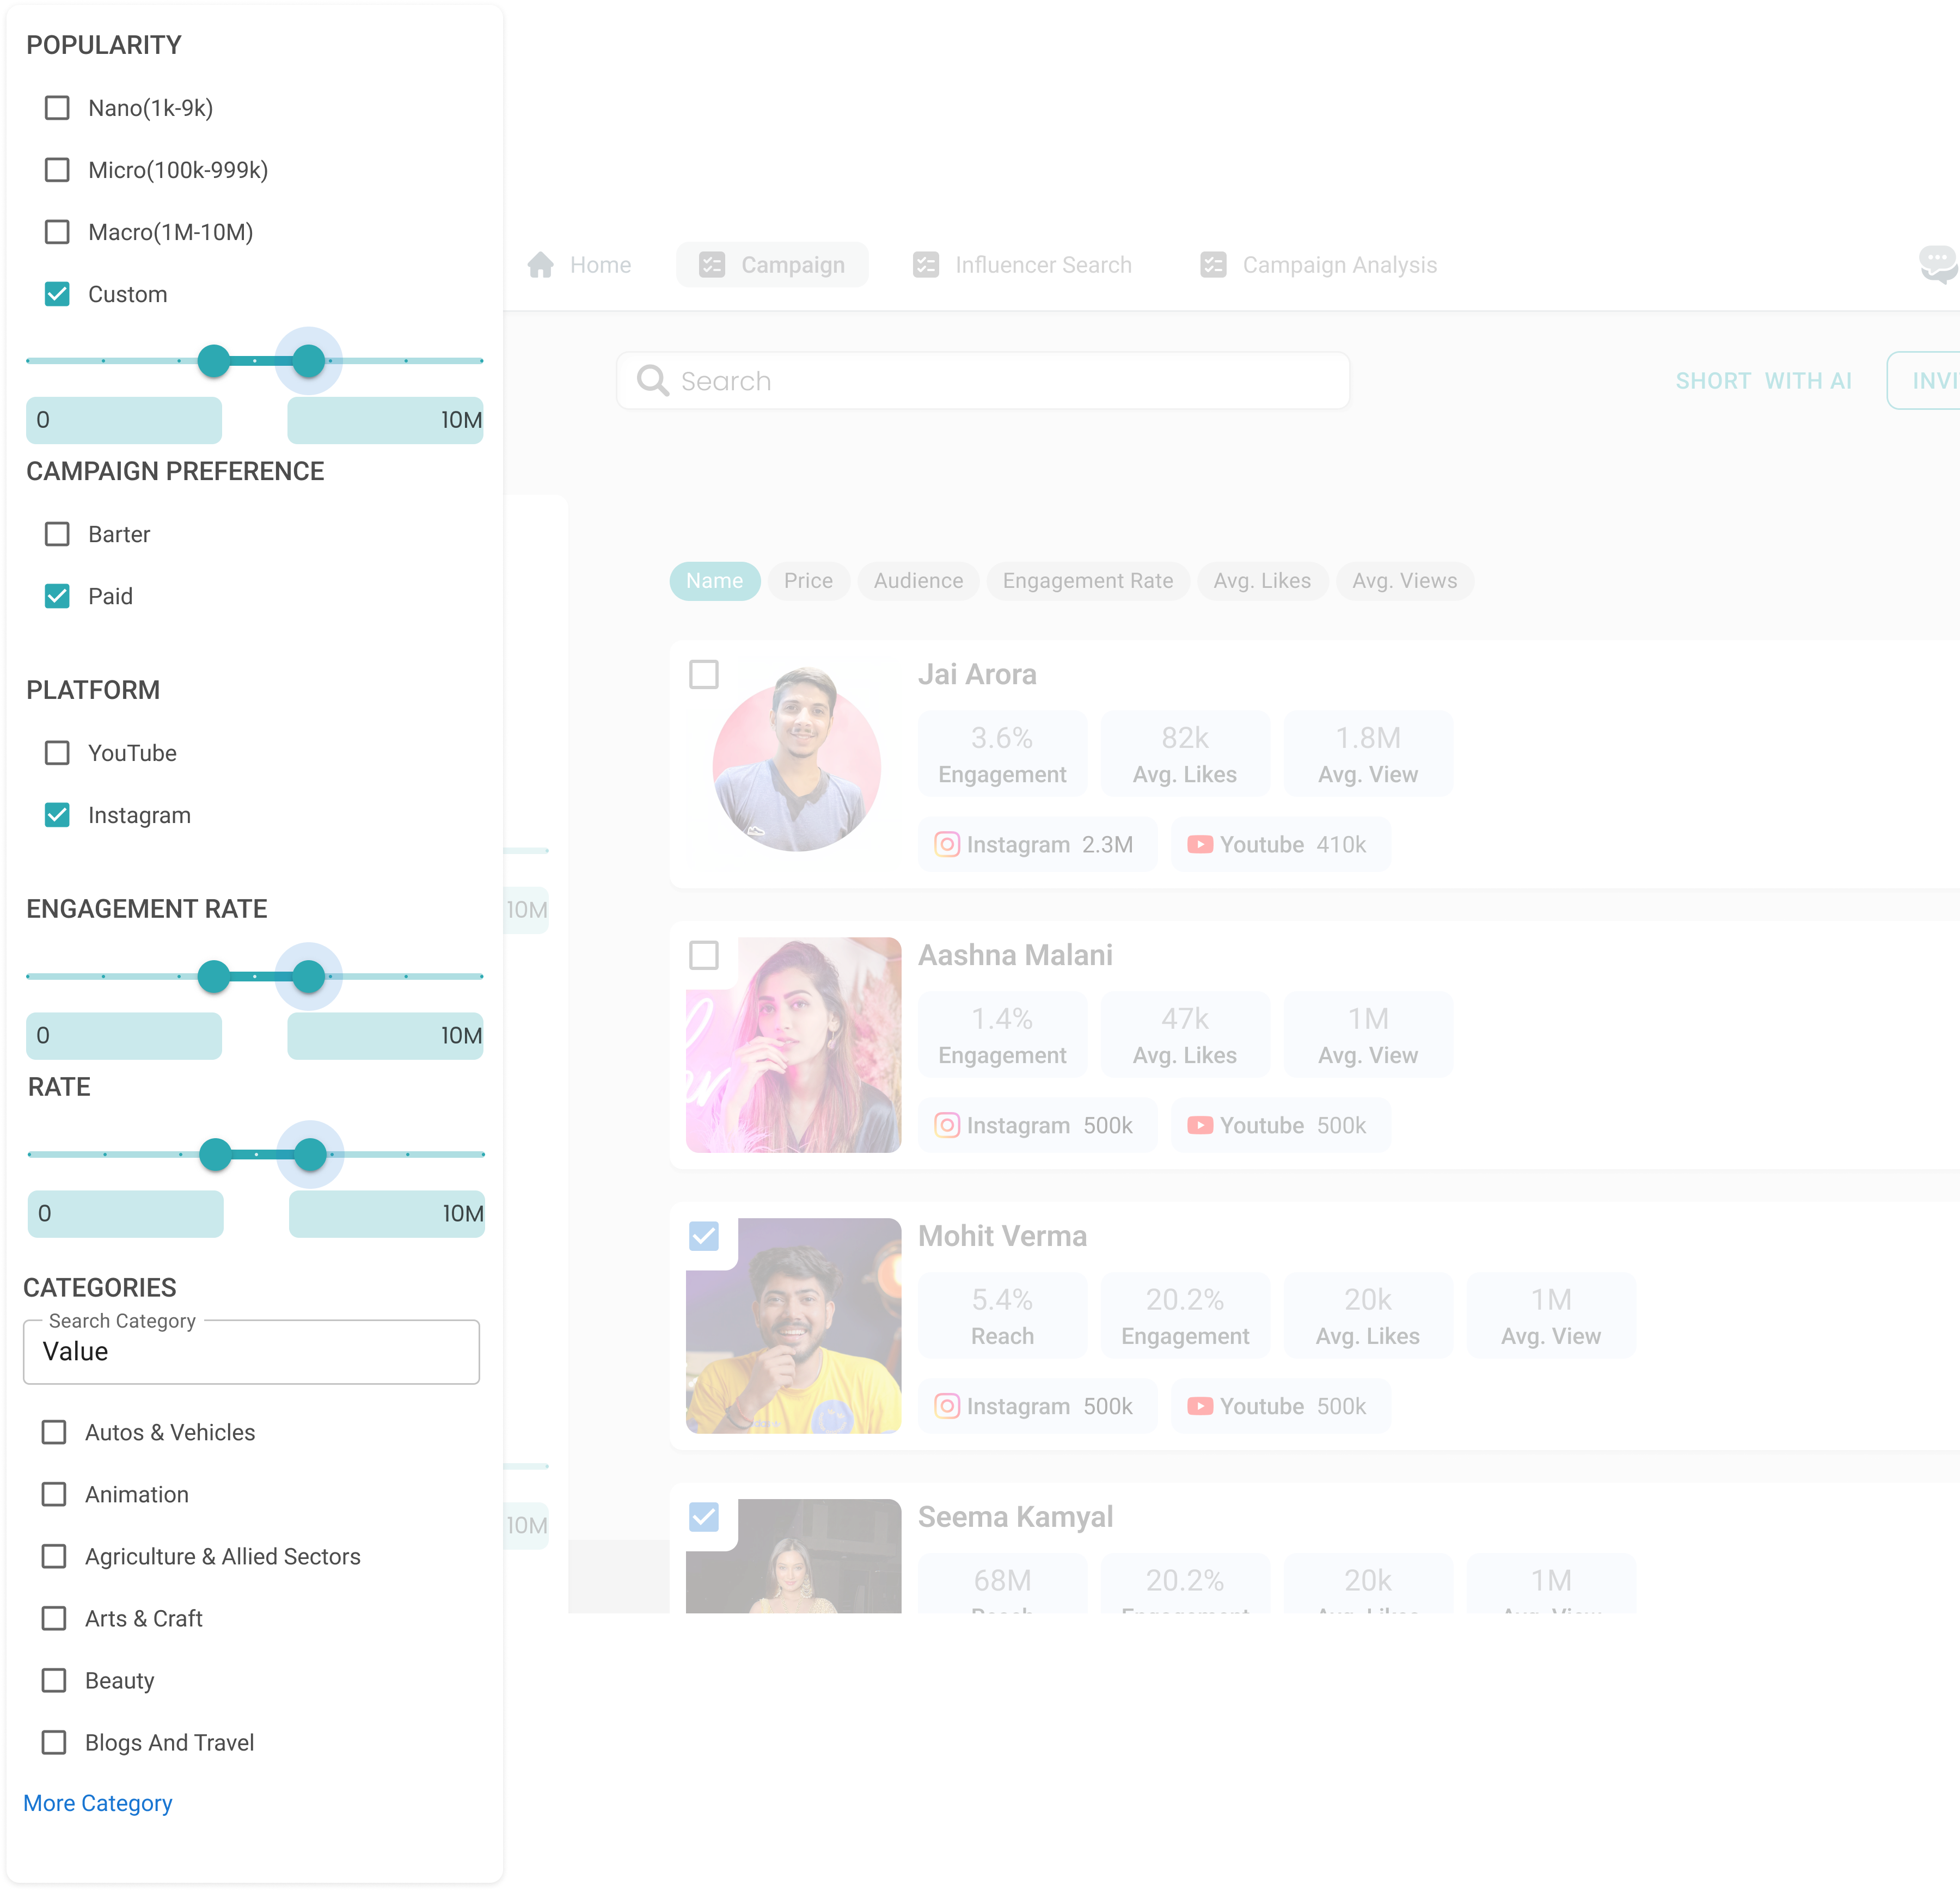 POPULARITY
Nano(1k-9k)
Micro(100k-999k)
Macro(1M-10M)
Custom
0 10M
CAMPAIGN PREFERENCE
Barter
Paid
PLATFORM
YouTube
Instagram
ENGAGEMENT RATE
0 10M
RATE
0 10M
CATEGORIES
Search Category
Value
Autos & Vehicles
Animation
Agriculture & Allied Sectors
Arts & Craft
Beauty
Blogs And Travel
More Category
Home Campaign Influencer Search Campaign Analysis
Search SHORT WITH AI INVI
10M
10M
Name Price Audience Engagement Rate Avg. Likes Avg. Views
Jai Arora
3.6% 82k 1.8M
Engagement Avg. Likes Avg. View
Instagram 2.3M Youtube 410k
Aashna Malani
1.4% 47k 1M
Engagement Avg. Likes Avg. View
Instagram 500k Youtube 500k
Mohit Verma
5.4% 20.2% 20k 1M
Reach Engagement Avg. Likes Avg. View
Instagram 500k Youtube 500k
Seema Kamyal
68M 20.2% 20k 1M
Reach Engagement Avg. Likes Avg. View